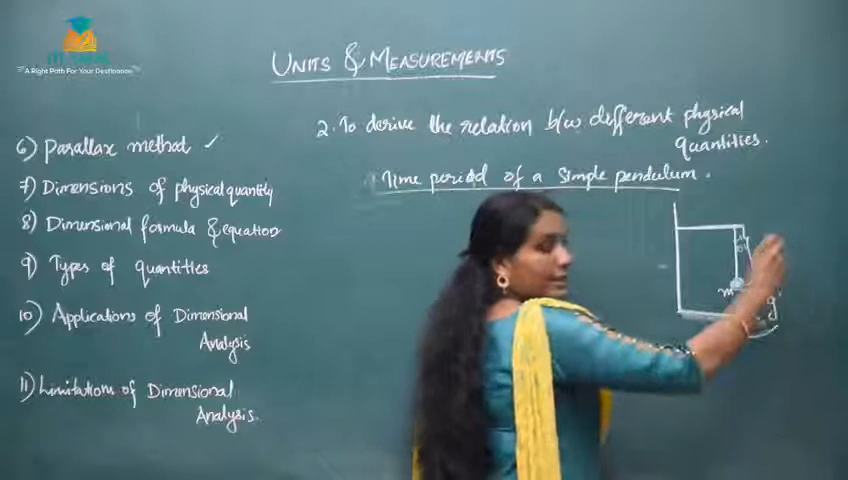 A Right Path For Your Destination
UNITS & MEASUREMENTS
6) Parallax method ✓
7) Dimensions of physical quantity
8) Dimensional formula & equation
9) Types of quantities
10) Applications of Dimensional
Analysis
11) Limitations of Dimensional
Analysis.
2. To derive the relation b/w different physical
quantities.
Time period of a simple pendulum.
m
g